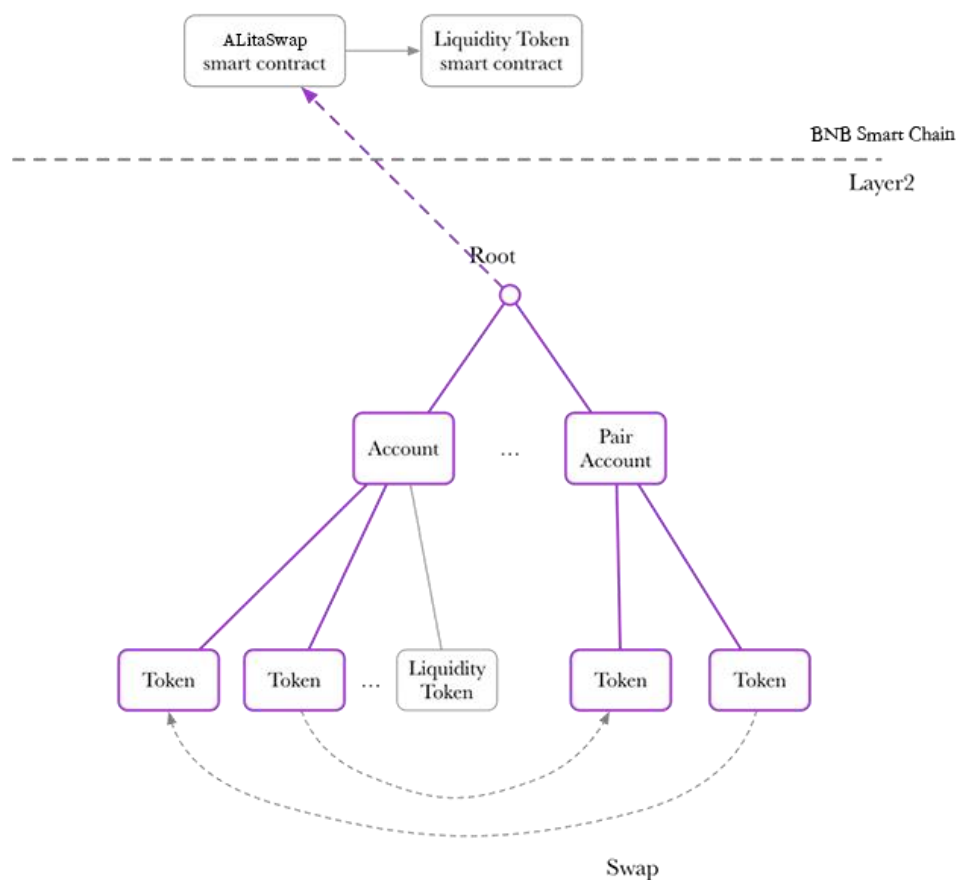 ALitaSwap
smart contract
Liquidity Token
smart contract
BNB Smart Chain
Layer2
Root
Account
...
Pair
Account
Token
Token
...
Liquidity
Token
Token
Token
Swap